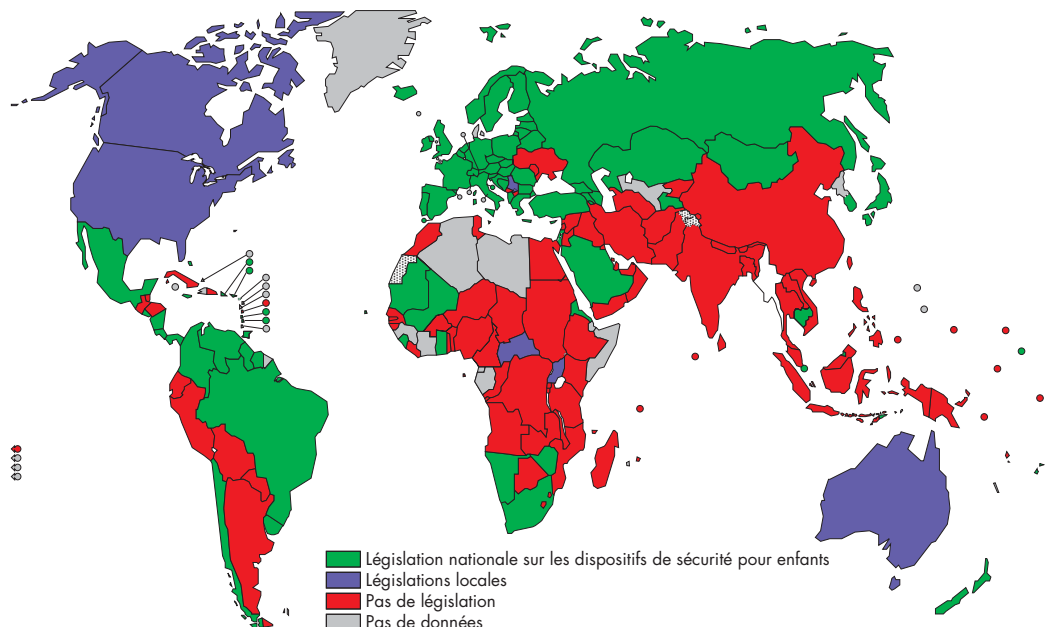 Législation nationale sur les dispositifs de sécurité pour enfants
Législations locales
Pas de législation
Pas de données